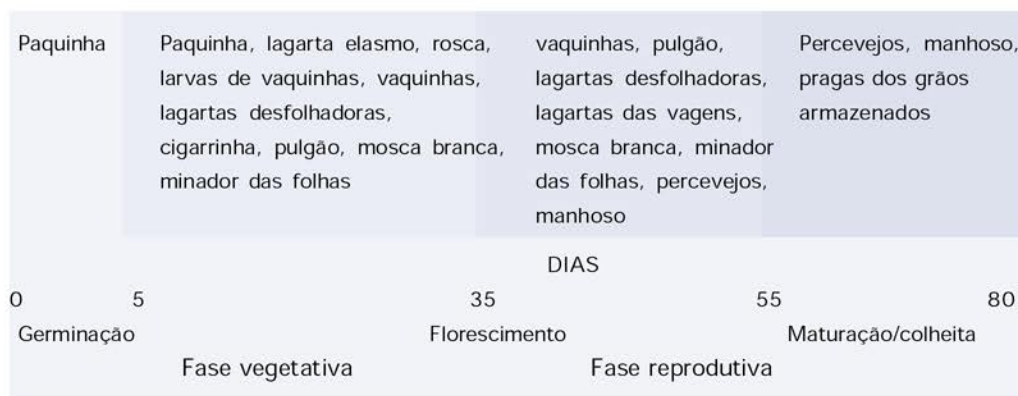 Paquinha
Paquinha, lagarta elasmo, rosca,
larvas de vaquinhas, vaquinhas,
lagartas desfolhadoras,
cigarrinha, pulgão, mosca branca,
minador das folhas
vaquinhas, pulgão,
lagartas desfolhadoras,
lagartas das vagens,
mosca branca, minador
das folhas, percevejos,
manhoso
Percevejos, manhoso,
pragas dos grãos
armazenados
DIAS
0 5 35 55 80
Germinação Florescimento Maturação/colheita
Fase vegetativa Fase reprodutiva